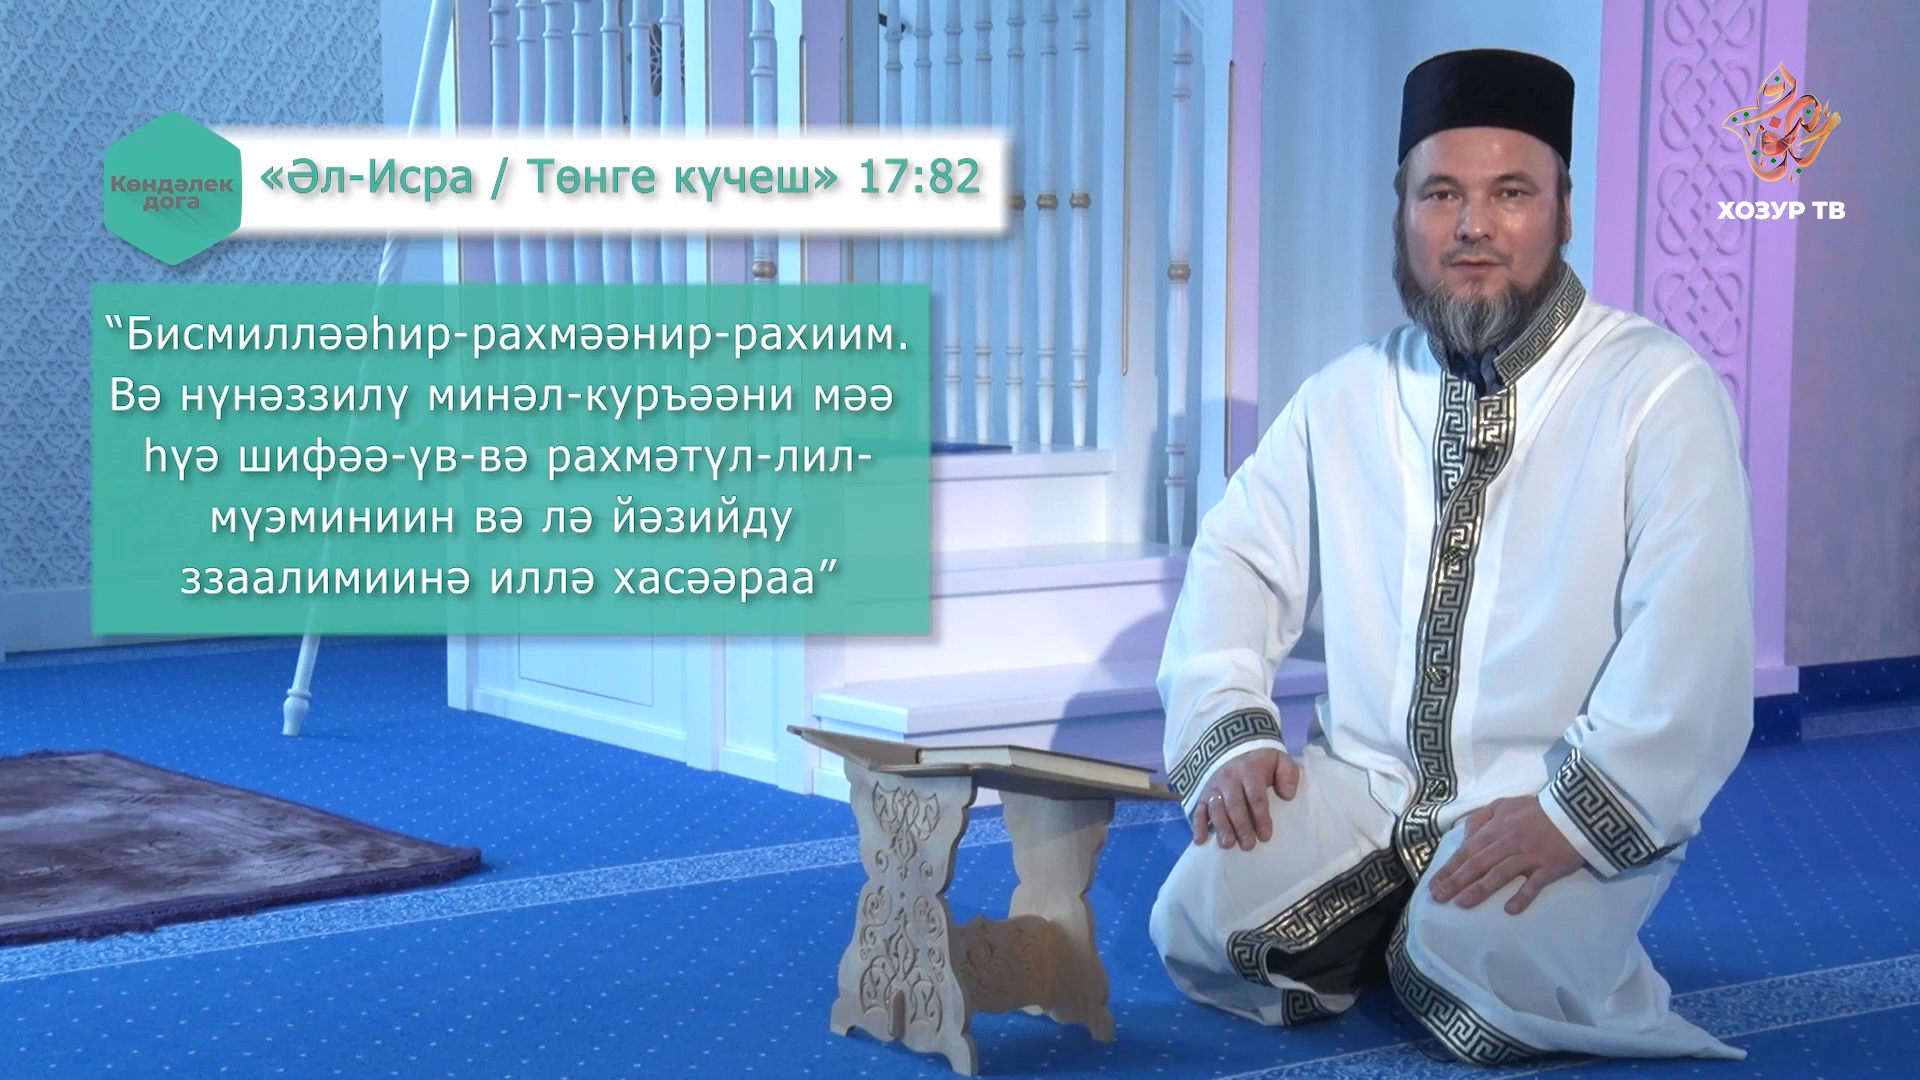 Көндәлек
дога
«Әл-Исра / Төнге күчеш» 17:82
“Бисмилләәһир-рахмәәнир-рахиим.
Вә нүнәззилү минәл-куръәәни мәә
һүә шифәә-үв-вә рахмәтүл-лил-
мүэминиин вә лә йәзийду
ззаалимиинә иллә хасәәраа”
ХОЗУР ТВ